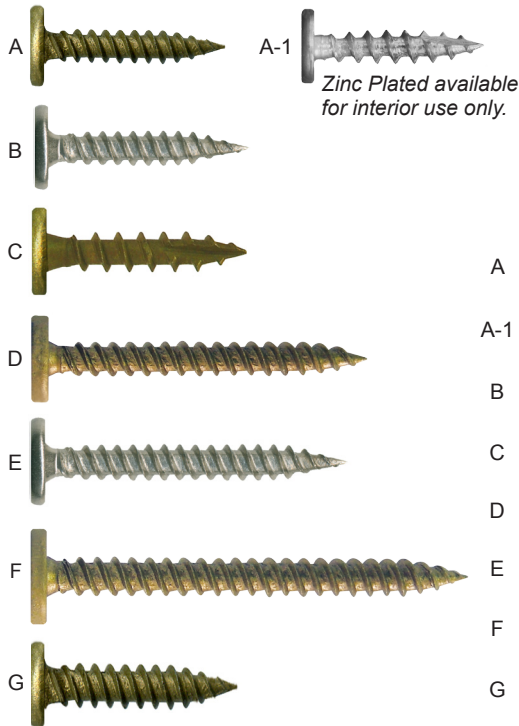 A
A-1
Zinc Plated available
for interior use only.
B
C
D
E
F
G
A
A-1
B
C
D
E
F
G